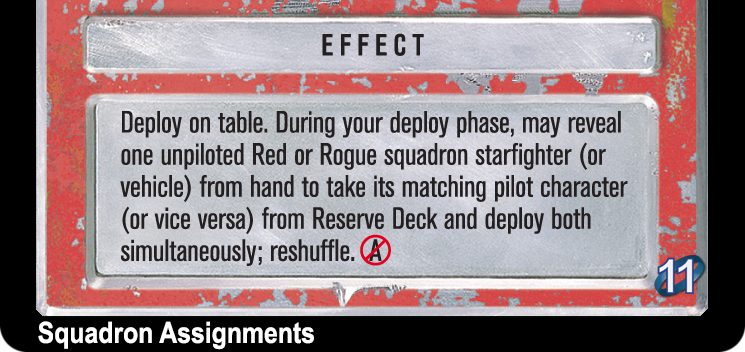 EFFECT
Deploy on table. During your deploy phase, may reveal
one unpiloted Red or Rogue squadron starfighter (or
vehicle) from hand to take its matching pilot character
(or vice versa) from Reserve Deck and deploy both
simultaneously; reshuffle. A
11
Squadron Assignments